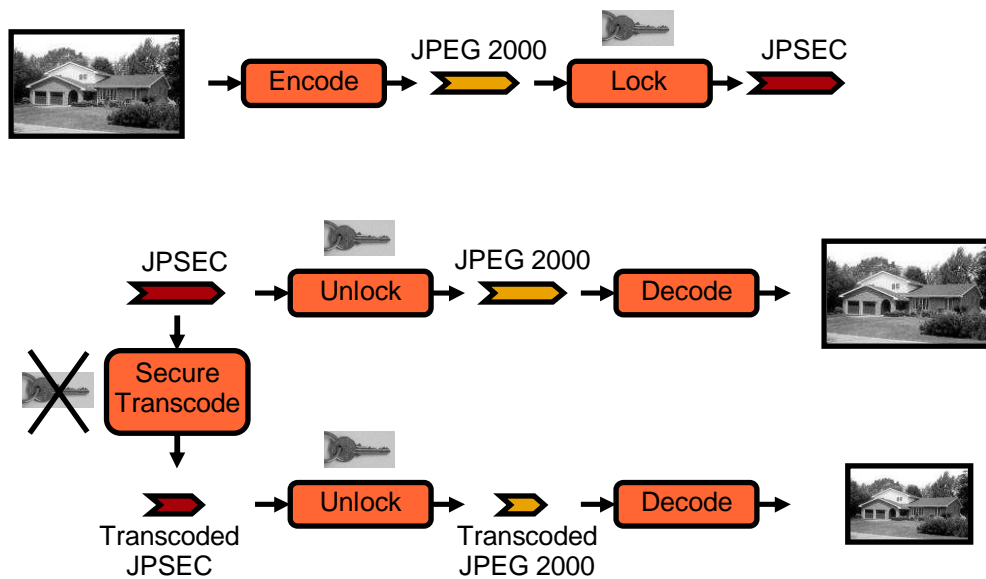 JPEG 2000
JPSEC
Encode
Lock
JPSEC
JPEG 2000
Unlock
Decode
Secure
Transcode
Unlock
Decode
Transcoded
JPSEC
Transcoded
JPEG 2000